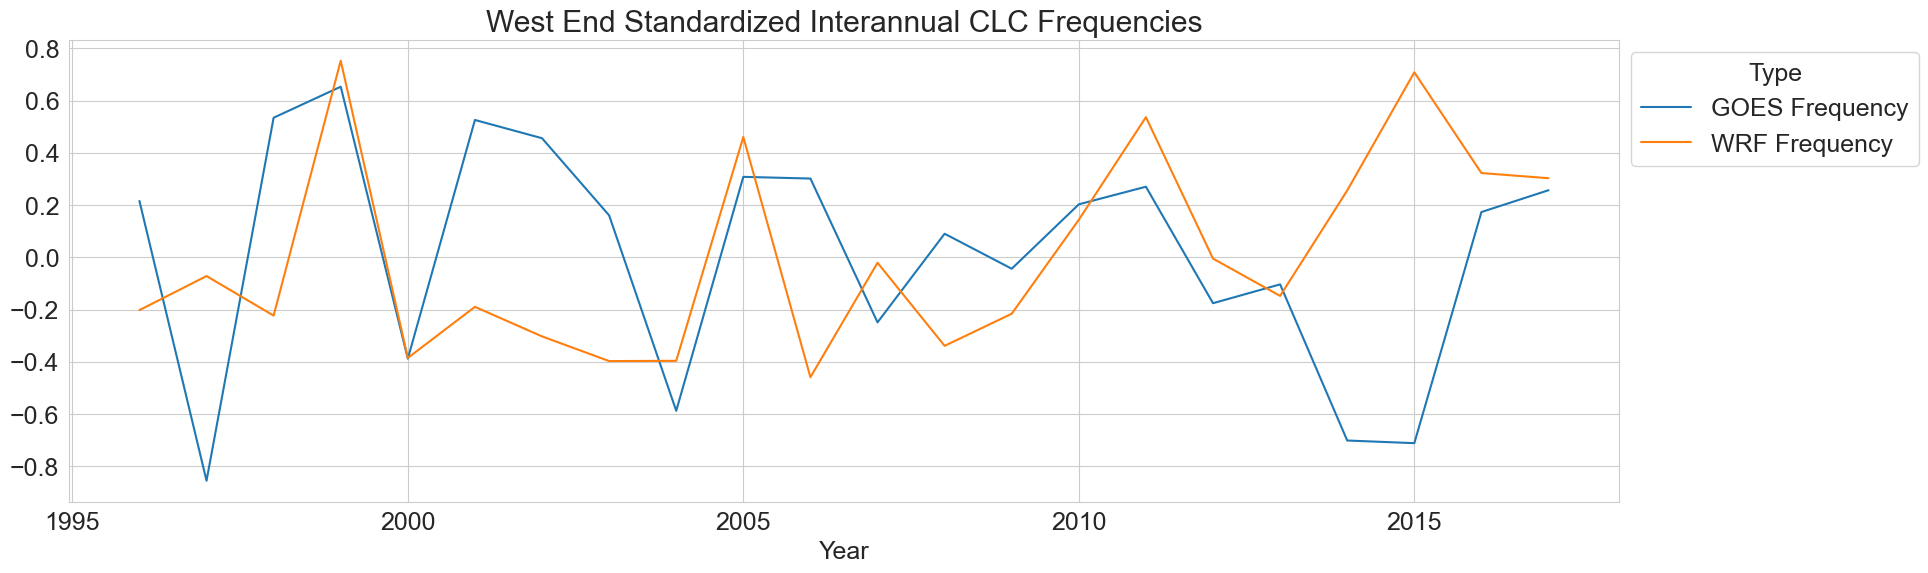 West End Standardized Interannual CLC Frequencies
0.8
0.6
0.4
0.2
0.0
−0.2
−0.4
−0.6
−0.8
1995 2000 2005 2010 2015
Year
Type
GOES Frequency
WRF Frequency